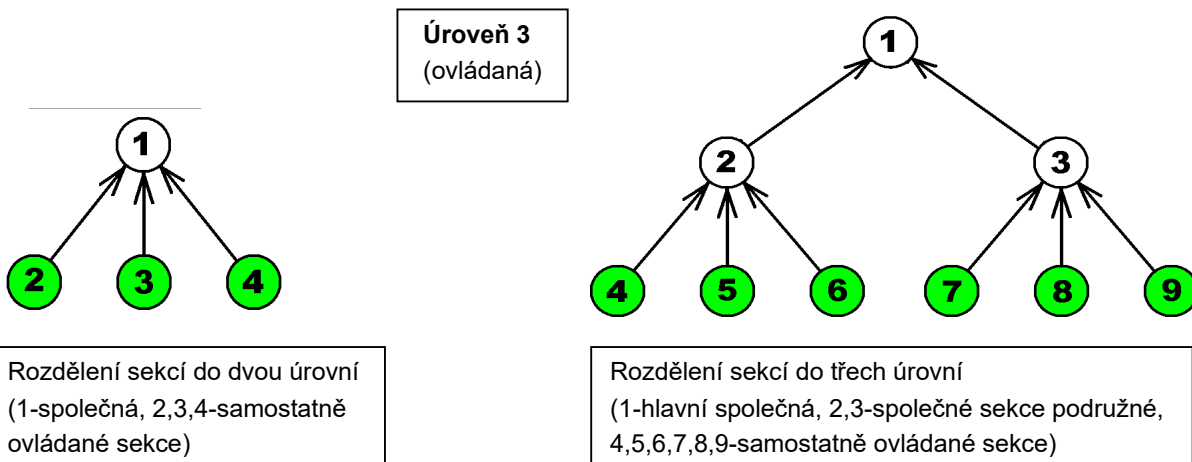 Úroveň 3
(ovládaná)
1
1
2
3
2
3
4
4
5
6
7
8
9
Rozdělení sekcí do dvou úrovní
(1-společná, 2,3,4-samostatně
ovládané sekce)
Rozdělení sekcí do třech úrovní
(1-hlavní společná, 2,3-společné sekce podružné,
4,5,6,7,8,9-samostatně ovládané sekce)